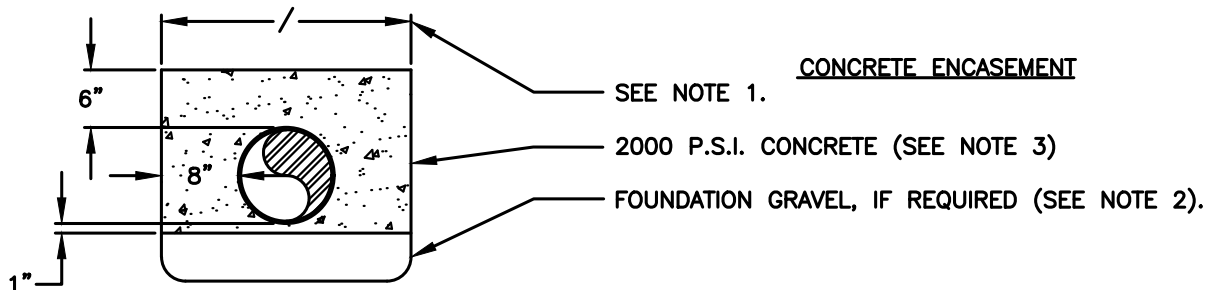 CONCRETE ENCASEMENT
6"
SEE NOTE 1.
2000 P.S.I. CONCRETE (SEE NOTE 3)
8"
FOUNDATION GRAVEL, IF REQUIRED (SEE NOTE 2).
1"